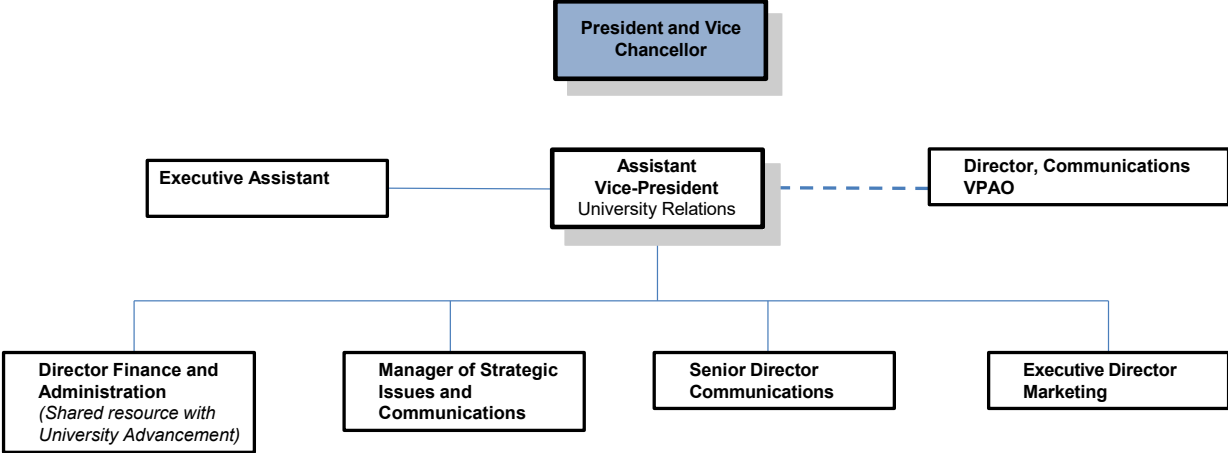 President and Vice
Chancellor
Executive Assistant
Assistant
Vice-President
University Relations
Director, Communications
VPAO
Director Finance and
Administration
(Shared resource with
University Advancement)
Manager of Strategic
Issues and
Communications
Senior Director
Communications
Executive Director
Marketing